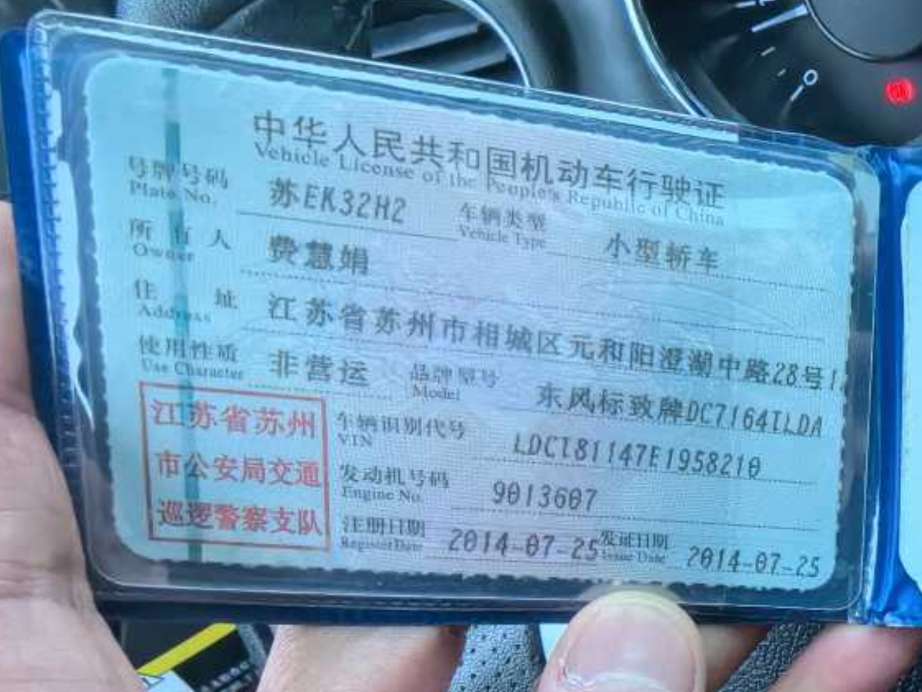 中华人民共和国机动车行驶证
Vehicle License of the People's Republic of China
号牌号码 苏EK32H2 车辆类型 小型轿车
Plate No. Vehicle Type
所有人 费慧娟
Owner
住址 江苏省苏州市相城区元和阳澄湖中路28号1
Address
使用性质 非营运 品牌型号 东风标致牌DC7164LLDA
Use Character Model
江苏省苏州
市公安局交通
巡逻警察支队
车辆识别代号 LDC181147E1958210
VIN
发动机号码 9013607
Engine No.
注册日期 2014-07-25 发证日期 2014-07-25
Register Date Issue Date
0